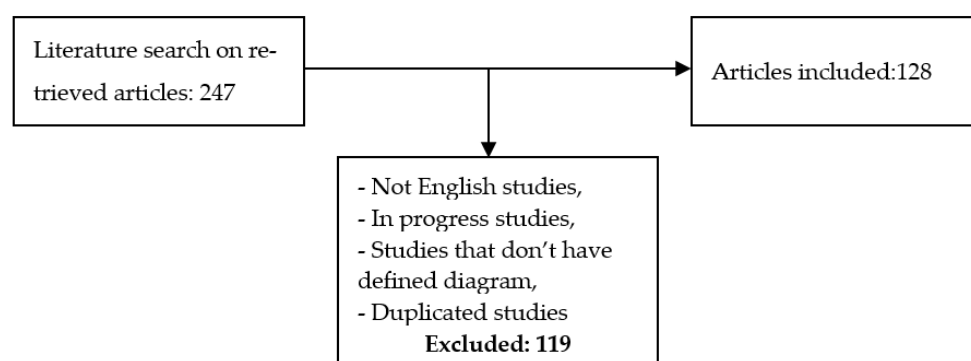 Literature search on re-
trieved articles: 247
Articles included:128
- Not English studies,
- In progress studies,
- Studies that don’t have
defined diagram,
- Duplicated studies
Excluded: 119